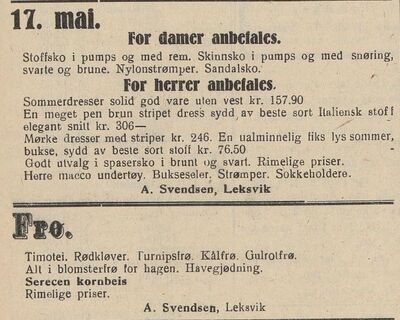 17. mai.
For damer anbefales.
Stoffsko i pumps og med rem. Skinnsko i pumps og med snøring,
svarte og brune. Nylonstrømper. Sandalsko.
For herrer anbefales.
Sommerdresser solid god vare uten vest kr. 157.90
En meget pen brun stripet dress sydd av beste sort Italiensk stoff
elegant snitt kr. 306—
Mørke dresser med striper kr. 246. En ualminnelig fiks lys sommer,
bukse, sydd av beste sort stoff kr. 76.50
Godt utvalg i spasersko i brunt og svart. Rimelige priser.
Herre macco undertøy. Bukseseler. Strømper. Sokkeholdere.
A. Svendsen, Leksvik
Frø.
Timotei. Rødkløver. Turnipsfrø. Kålfrø. Gulrotfrø.
Alt i blomsterfrø for hagen. Havegjødning.
Serecen kornbeis
Rimelige priser.
A. Svendsen, Leksvik